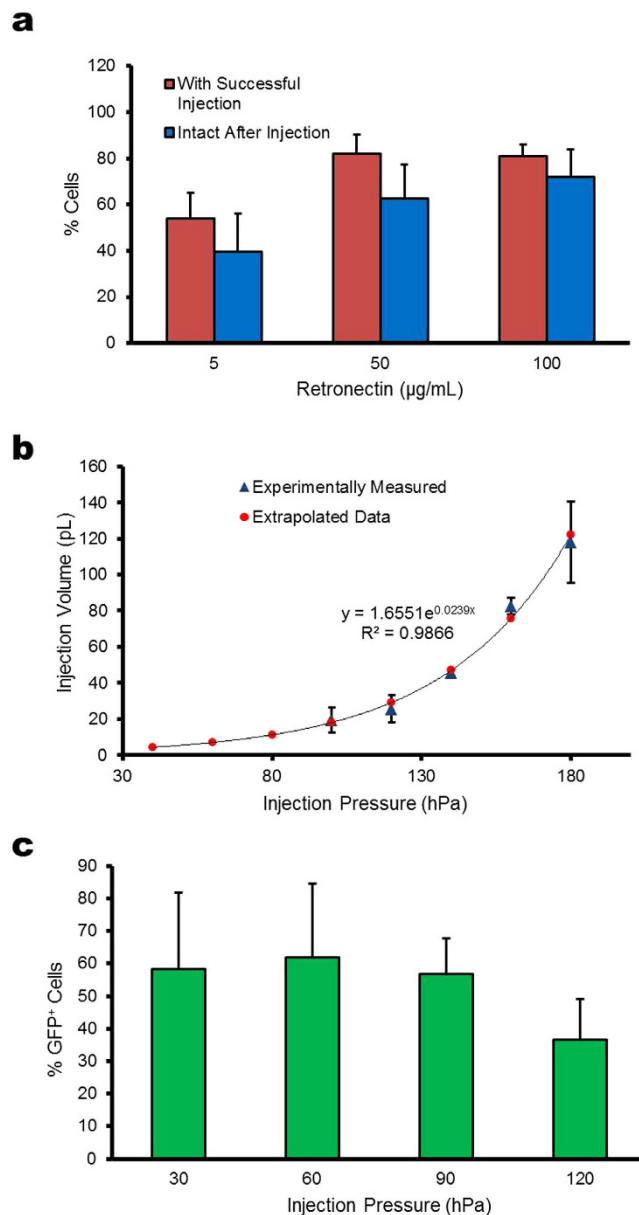 a
120
100
80
60
40
20
0
% Cells
With Successful
Injection
Intact After Injection
5 50 100
Retronectin (µg/mL)
b
160
140
120
100
80
60
40
20
0
Injection Volume (pL)
Experimentally Measured
Extrapolated Data
y = 1.6551e^0.0239x
R² = 0.9866
30 80 130 180
Injection Pressure (hPa)
c
90
80
70
60
50
40
30
20
10
0
% GFP⁺ Cells
30 60 90 120
Injection Pressure (hPa)